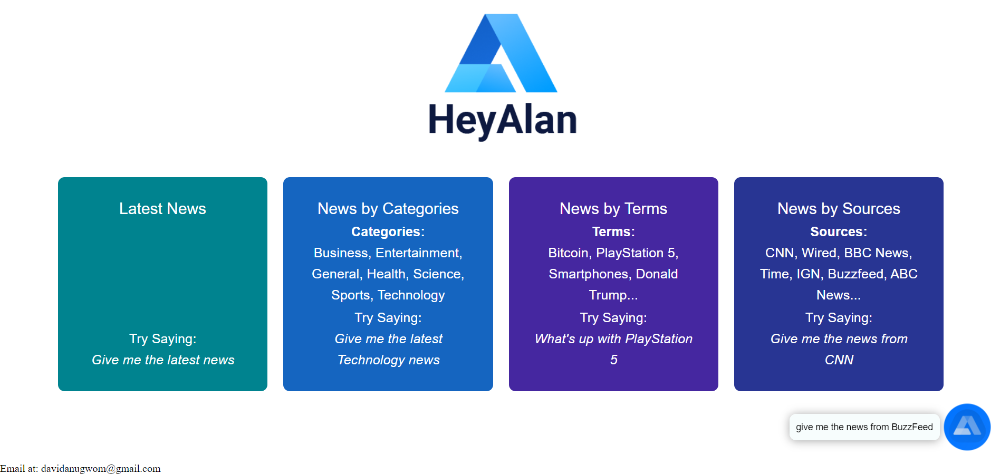 HeyAlan
Latest News
Try Saying:
Give me the latest news
News by Categories
Categories:
Business, Entertainment,
General, Health, Science,
Sports, Technology
Try Saying:
Give me the latest
Technology news
News by Terms
Terms:
Bitcoin, PlayStation 5,
Smartphones, Donald
Trump...
Try Saying:
What's up with PlayStation
5
News by Sources
Sources:
CNN, Wired, BBC News,
Time, IGN, Buzzfeed, ABC
News...
Try Saying:
Give me the news from
CNN
give me the news from BuzzFeed
Email at: davidanugwom@gmail.com